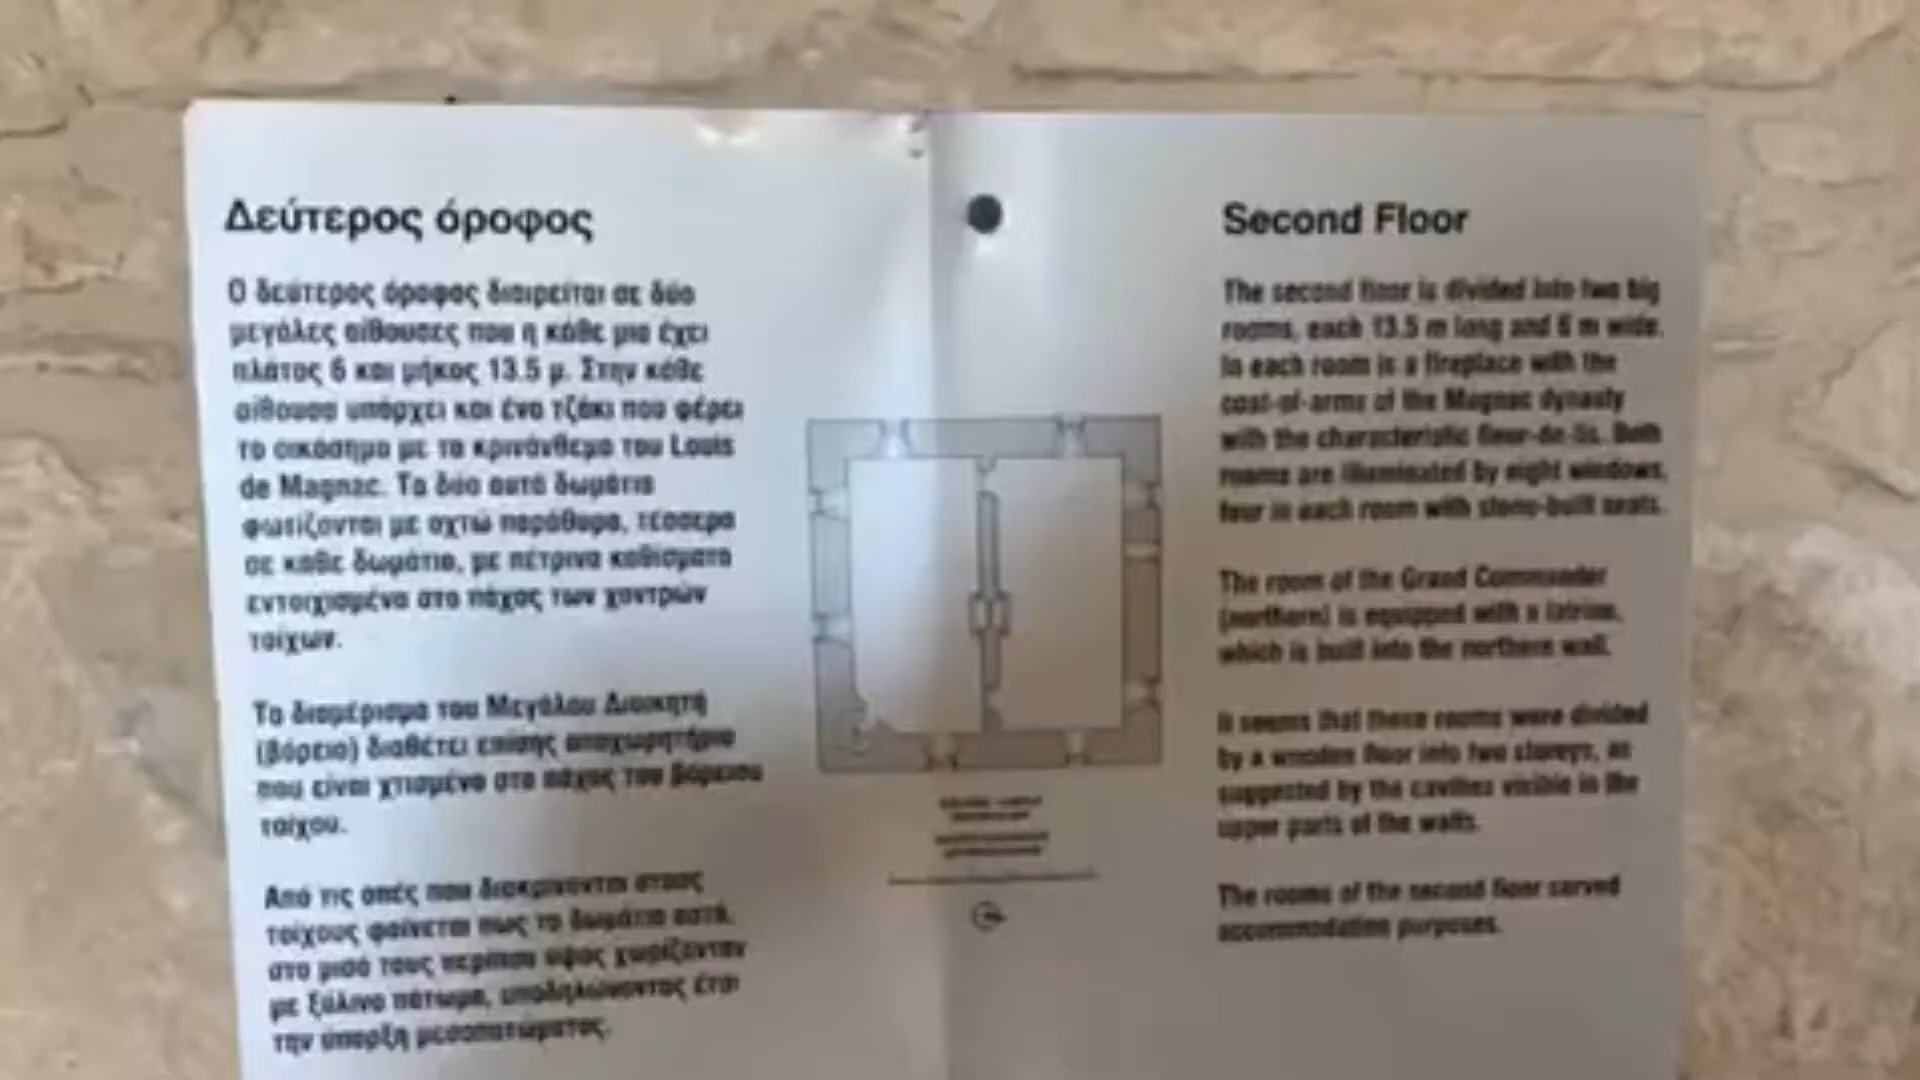 Δεύτερος όροφος
Ο δεύτερος όροφος διαιρείται σε δύο
μεγάλες αίθουσες που η κάθε μια έχει
πλάτος 6 και μήκος 13.5 μ. Στην κάθε
αίθουσα υπάρχει και ένα τζάκι που φέρει
το οικόσημο με τα κρινάνθεμα του Louis
de Magnac. Τα δύο αυτά δωμάτια
φωτίζονται με οχτώ παράθυρα, τέσσερα
σε κάθε δωμάτιο, με πέτρινα καθίσματα
εντοιχισμένα στο πάχος των χοντρών
τοίχων.
Το διαμέρισμα του Μεγάλου Διοικητή
(βόρειο) διαθέτει επίσης αποχωρητήριο
που είναι χτισμένο στο πάχος του βόρειου
τοίχου.
Από τις οπές που διακρίνονται στους
τοίχους φαίνεται πως τα δωμάτια αυτά,
στο μισό τους περίπου ύψος χωρίζονταν
με ξύλινο πάτωμα, υποδηλώνοντας έτσι
την ύπαρξη μεσοπατώματος.
Second Floor
The second floor is divided into two big
rooms, each 13.5 m long and 6 m wide.
In each room is a fireplace with the
coat-of-arms of the Magnac dynasty
with the characteristic fleur-de-lis. Both
rooms are illuminated by eight windows,
four in each room with stone-built seats.
The room of the Grand Commander
(northern) is equipped with a latrine,
which is built into the northern wall.
It seems that these rooms were divided
by a wooden floor into two storeys, as
suggested by the cavities visible in the
upper parts of the walls.
The rooms of the second floor served
accommodation purposes.